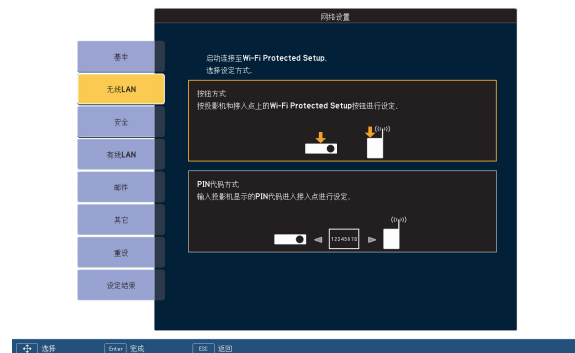 网络设置
基本
无线LAN
安全
有线LAN
邮件
其它
重设
设定结束
启动连接至Wi-Fi Protected Setup.
选择设定方式.
按钮方式
按投影机和接入点上的Wi-Fi Protected Setup按钮进行设定.
PIN代码方式
输入投影机显示的PIN代码进入接入点进行设定.
12345678
选择 Enter 完成 ESC 返回